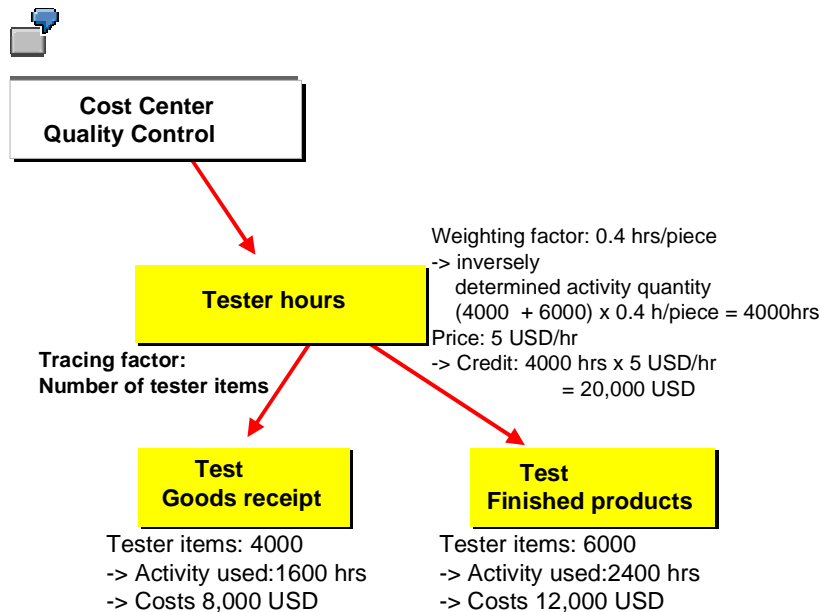 Cost Center
Quality Control
Weighting factor: 0.4 hrs/piece
-> inversely
determined activity quantity
(4000 + 6000) x 0.4 h/piece = 4000hrs
Price: 5 USD/hr
-> Credit: 4000 hrs x 5 USD/hr
= 20,000 USD
Tester hours
Tracing factor:
Number of tester items
Test
Goods receipt
Tester items: 4000
-> Activity used:1600 hrs
-> Costs 8,000 USD
Test
Finished products
Tester items: 6000
-> Activity used:2400 hrs
-> Costs 12,000 USD